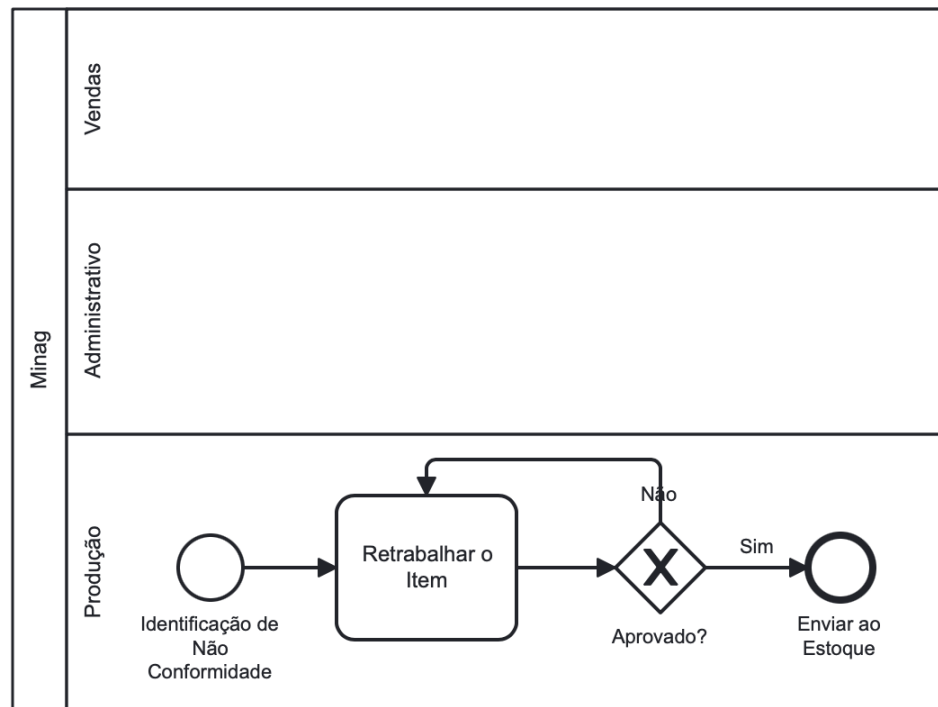 Minag
Vendas
Administrativo
Produção
Identificação de
Não
Conformidade
Retrabalhar o
Item
Não
X
Aprovado?
Sim
Enviar ao
Estoque